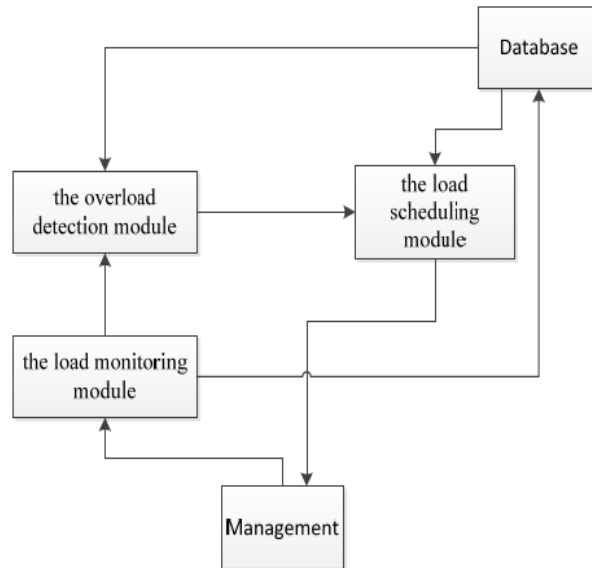 Database
the overload
detection module
the load
scheduling
module
the load monitoring
module
Management